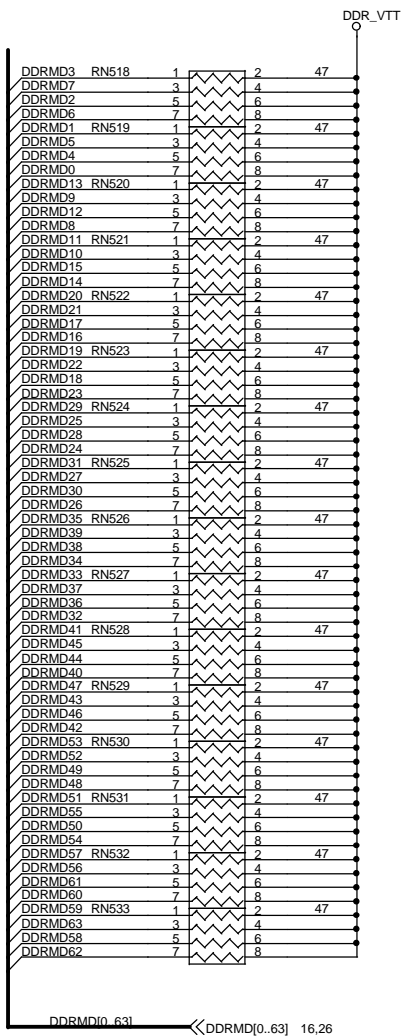 DDR_VTT
DDRMD3 RN518 1 2 47
DDRMD7 3 4
DDRMD2 5 6
DDRMD6 7 8
DDRMD1 RN519 1 2 47
DDRMD5 3 4
DDRMD4 5 6
DDRMD0 7 8
DDRMD13 RN520 1 2 47
DDRMD9 3 4
DDRMD12 5 6
DDRMD8 7 8
DDRMD11 RN521 1 2 47
DDRMD10 3 4
DDRMD15 5 6
DDRMD14 7 8
DDRMD20 RN522 1 2 47
DDRMD21 3 4
DDRMD17 5 6
DDRMD16 7 8
DDRMD19 RN523 1 2 47
DDRMD22 3 4
DDRMD18 5 6
DDRMD23 7 8
DDRMD29 RN524 1 2 47
DDRMD25 3 4
DDRMD28 5 6
DDRMD24 7 8
DDRMD31 RN525 1 2 47
DDRMD27 3 4
DDRMD30 5 6
DDRMD26 7 8
DDRMD35 RN526 1 2 47
DDRMD39 3 4
DDRMD38 5 6
DDRMD34 7 8
DDRMD33 RN527 1 2 47
DDRMD37 3 4
DDRMD36 5 6
DDRMD32 7 8
DDRMD41 RN528 1 2 47
DDRMD45 3 4
DDRMD44 5 6
DDRMD40 7 8
DDRMD47 RN529 1 2 47
DDRMD43 3 4
DDRMD46 5 6
DDRMD42 7 8
DDRMD53 RN530 1 2 47
DDRMD52 3 4
DDRMD49 5 6
DDRMD48 7 8
DDRMD51 RN531 1 2 47
DDRMD55 3 4
DDRMD50 5 6
DDRMD54 7 8
DDRMD57 RN532 1 2 47
DDRMD56 3 4
DDRMD61 5 6
DDRMD60 7 8
DDRMD59 RN533 1 2 47
DDRMD63 3 4
DDRMD58 5 6
DDRMD62 7 8
DDRMD[0..63] DDRMD[0..63] 16,26